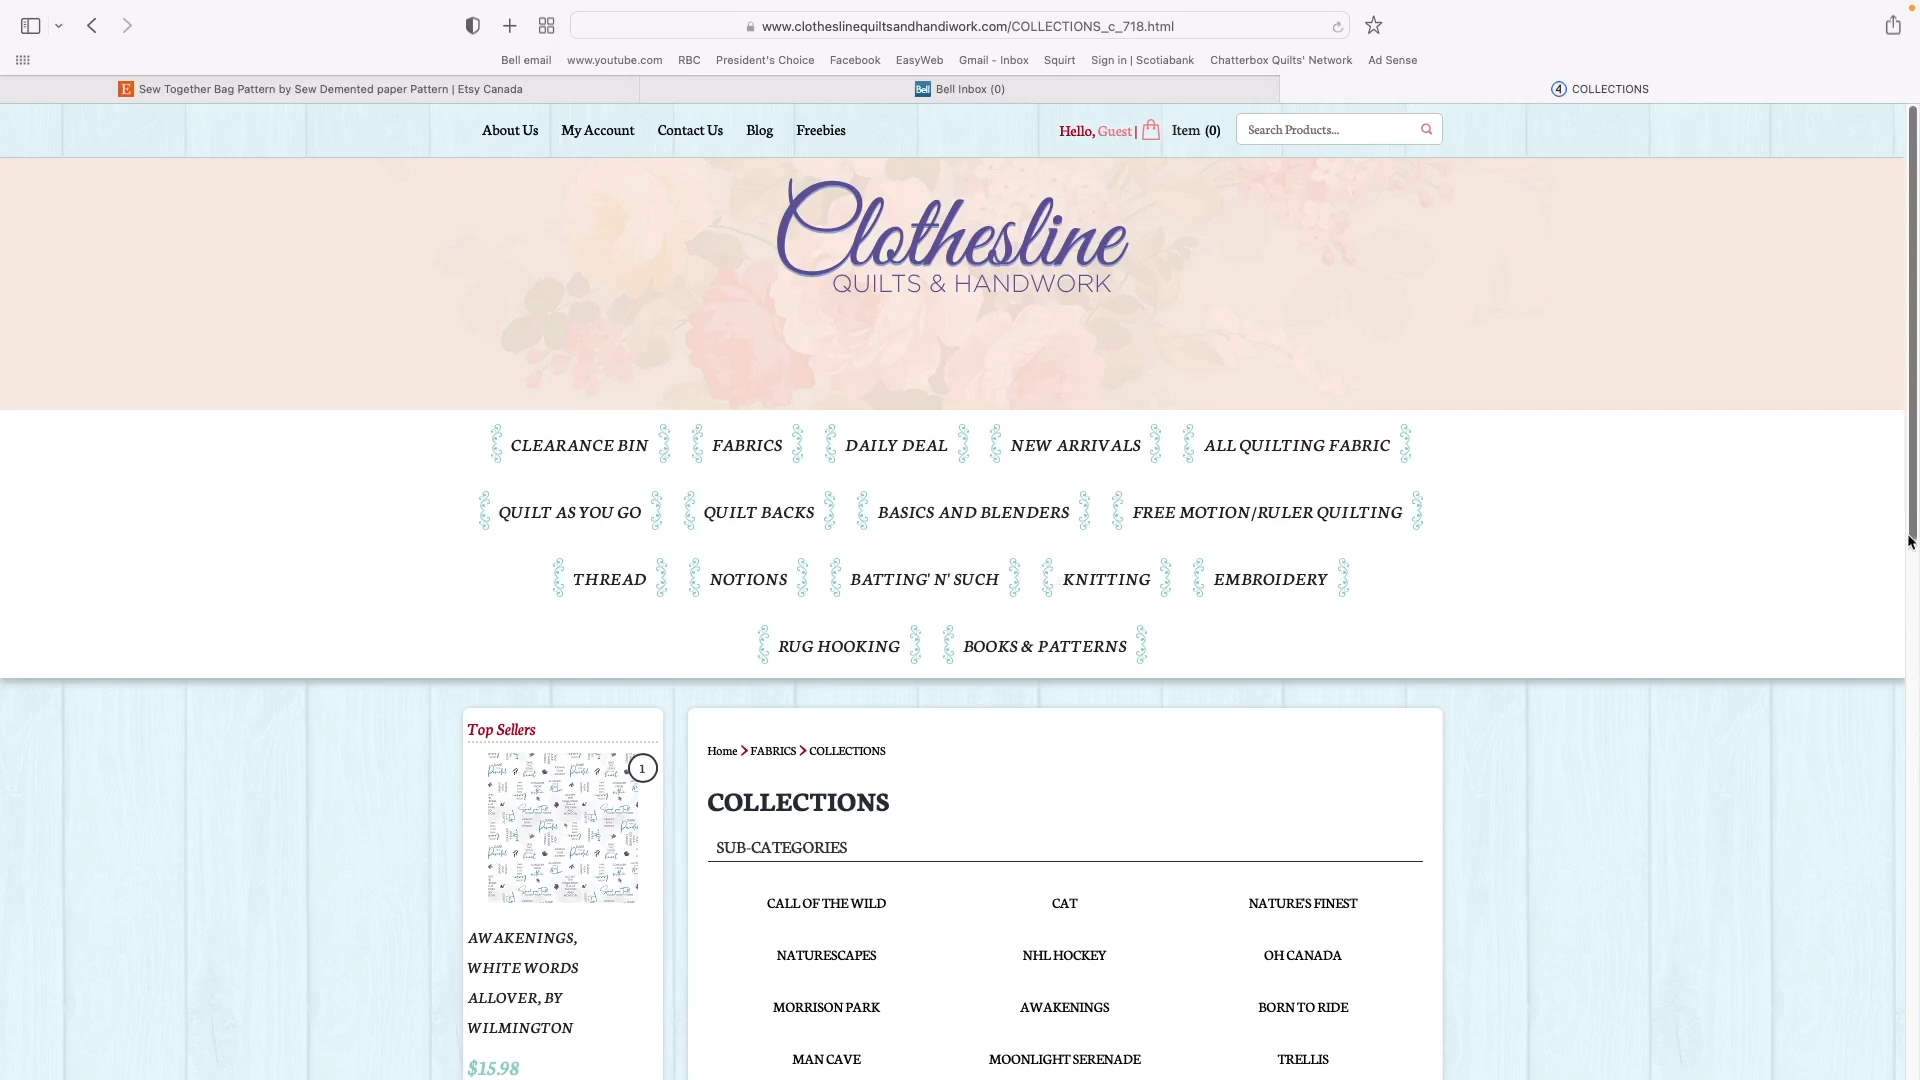 www.clotheslinequiltsandhandiwork.com/COLLECTIONS_c_718.html
Bell email www.youtube.com RBC President's Choice Facebook EasyWeb Gmail - Inbox Squirt Sign in | Scotiabank Chatterbox Quilts' Network Ad Sense
E Sew Together Bag Pattern by Sew Demented paper Pattern | Etsy Canada Bell Bell Inbox (0) 4 COLLECTIONS
About Us My Account Contact Us Blog Freebies Hello, Guest | Item (0) Search Products...
Clothesline
QUILTS & HANDWORK
CLEARANCE BIN FABRICS DAILY DEAL NEW ARRIVALS ALL QUILTING FABRIC
QUILT AS YOU GO QUILT BACKS BASICS AND BLENDERS FREE MOTION/RULER QUILTING
THREAD NOTIONS BATTING' N' SUCH KNITTING EMBROIDERY
RUG HOOKING BOOKS & PATTERNS
Top Sellers
1
AWAKENINGS,
WHITE WORDS
ALLOVER, BY
WILMINGTON
$15.98
Home > FABRICS > COLLECTIONS
COLLECTIONS
SUB-CATEGORIES
CALL OF THE WILD CAT NATURE'S FINEST
NATURESCAPES NHL HOCKEY OH CANADA
MORRISON PARK AWAKENINGS BORN TO RIDE
MAN CAVE MOONLIGHT SERENADE TRELLIS